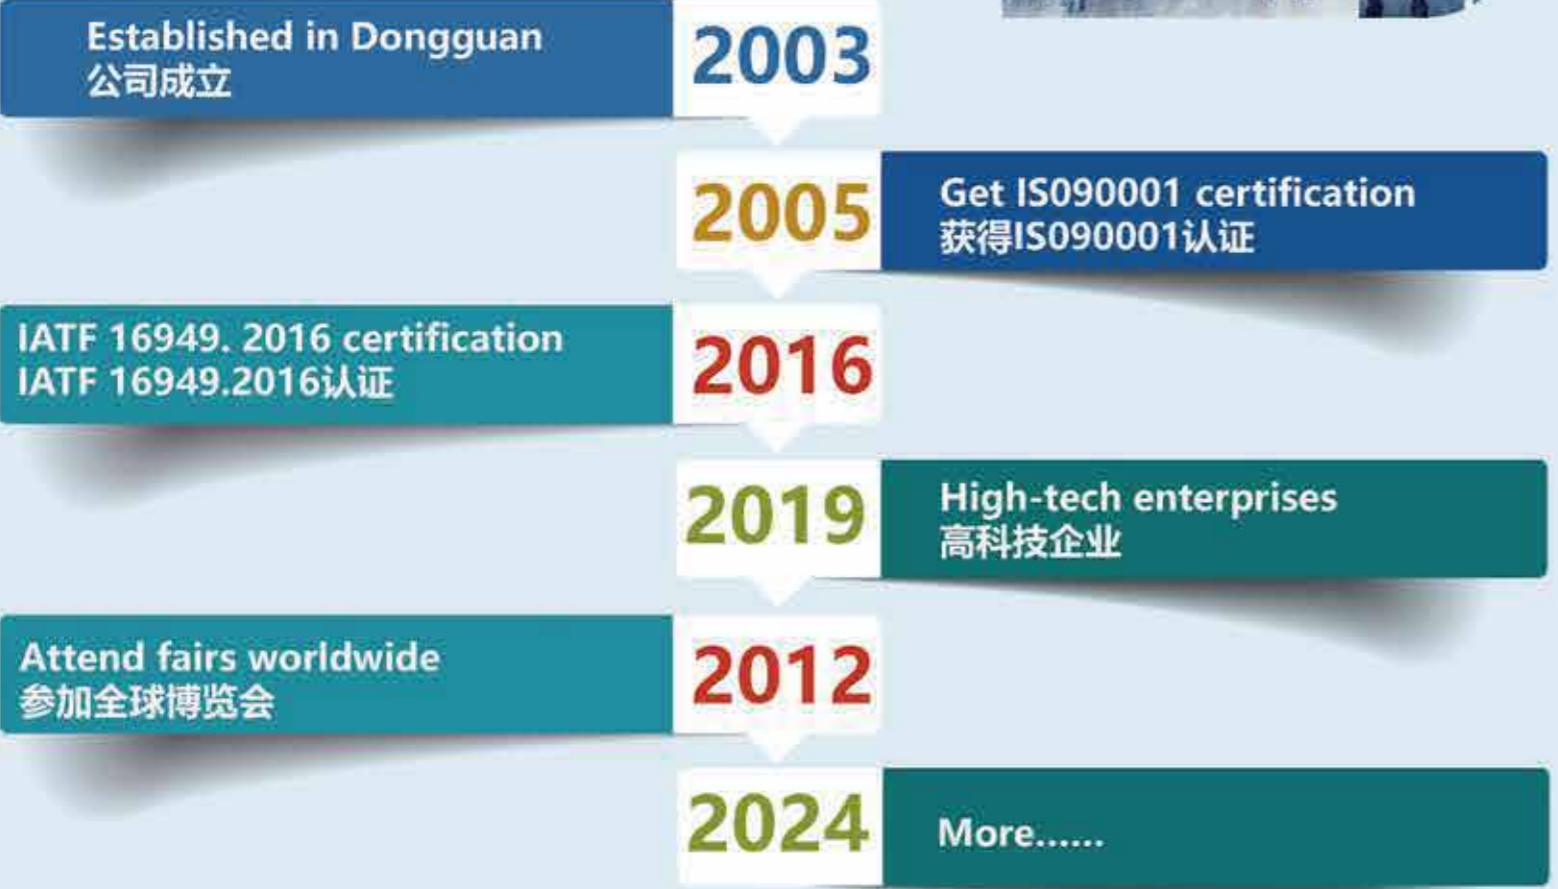 Established in Dongguan
公司成立
2003
2005
Get IS090001 certification
获得IS090001认证
IATF 16949. 2016 certification
IATF 16949.2016认证
2016
2019
High-tech enterprises
高科技企业
Attend fairs worldwide
参加全球博览会
2012
2024
More......